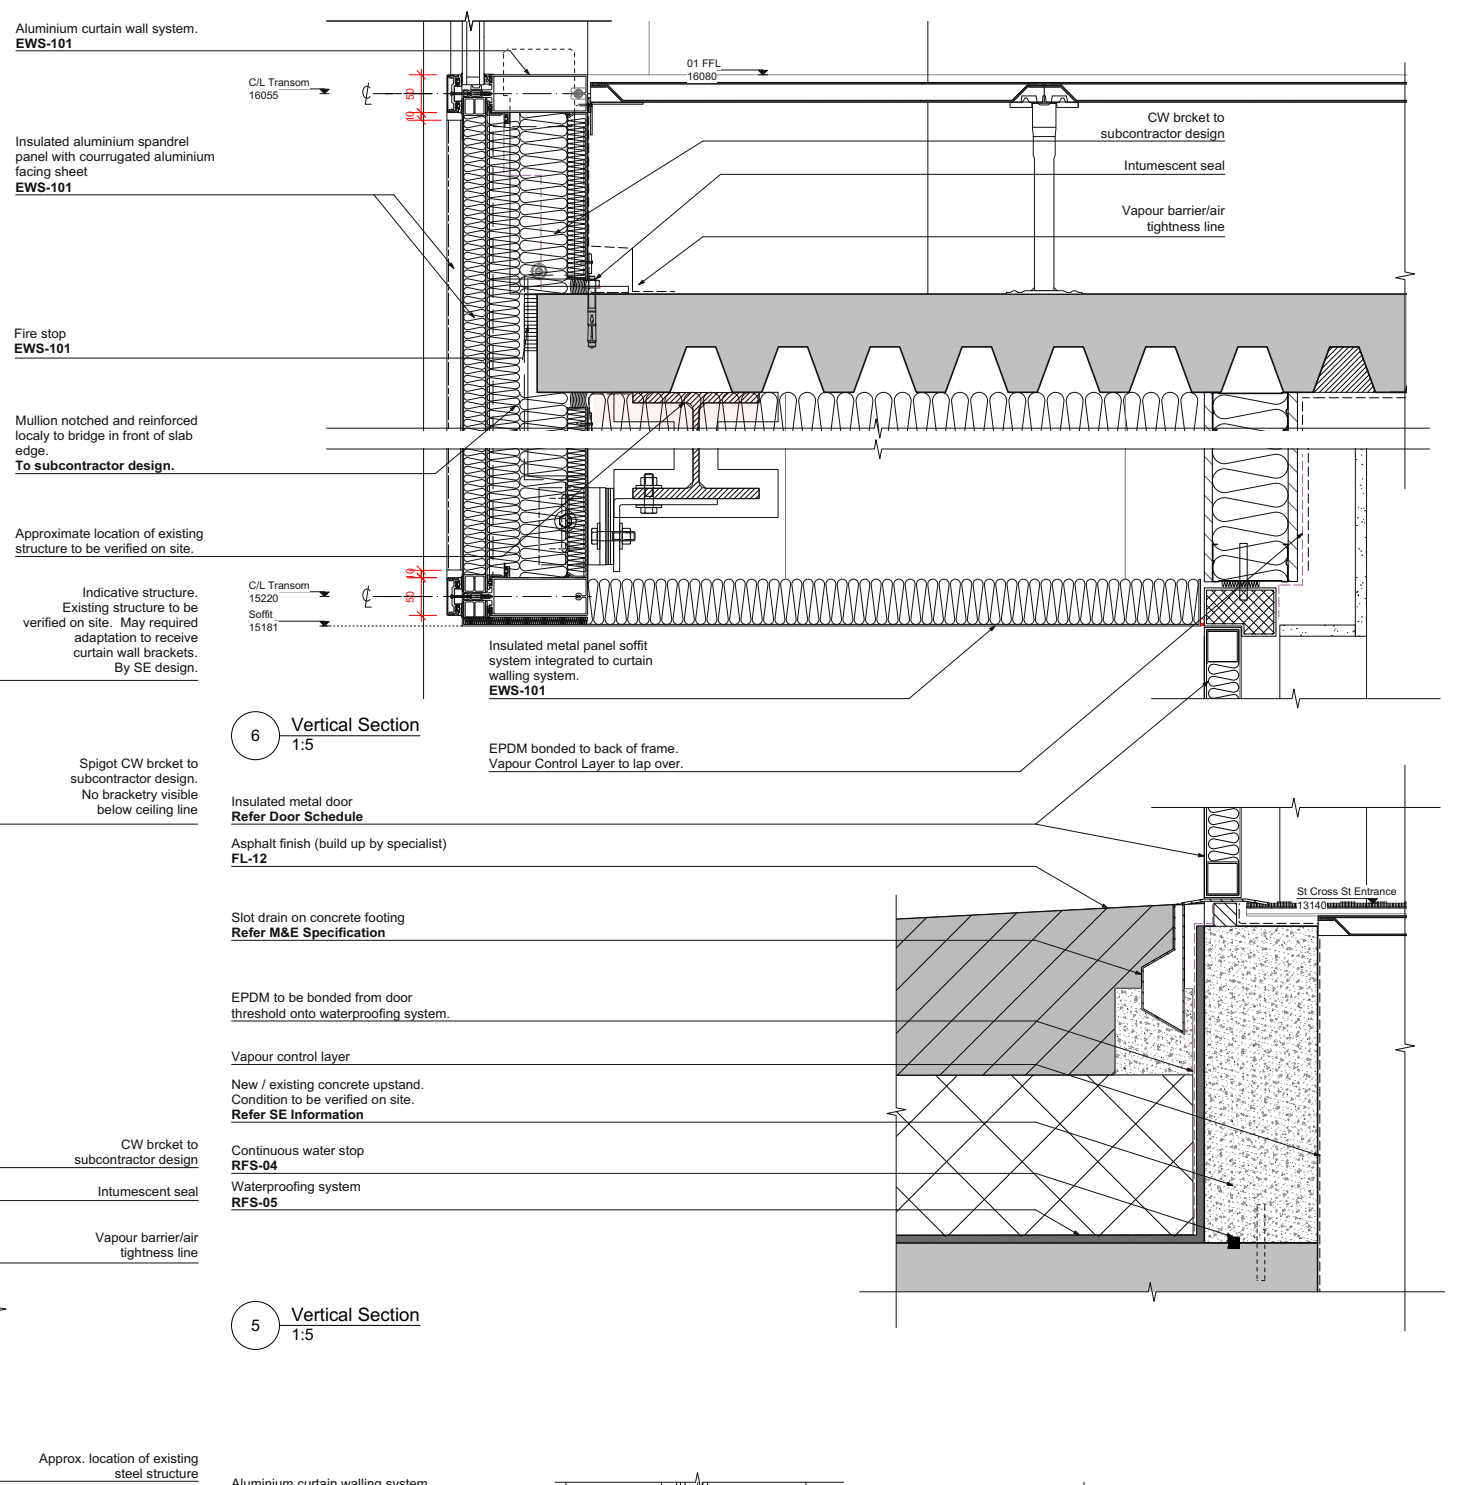 Aluminium curtain wall system.
EWS-101
C/L Transom
16055
50
10
01 FFL
16080
CW brcket to
subcontractor design
Insulated aluminium spandrel
panel with courrugated aluminium
facing sheet
EWS-101
Intumescent seal
Vapour barrier/air
tightness line
Fire stop
EWS-101
Mullion notched and reinforced
localy to bridge in front of slab
edge.
To subcontractor design.
Approximate location of existing
structure to be verified on site.
C/L Transom
15220
Soffit
15181
10
50
Indicative structure.
Existing structure to be
verified on site. May required
adaptation to receive
curtain wall brackets.
By SE design.
Insulated metal panel soffit
system integrated to curtain
walling system.
EWS-101
6
Vertical Section
1:5
EPDM bonded to back of frame.
Vapour Control Layer to lap over.
Spigot CW brcket to
subcontractor design.
No bracketry visible
below ceiling line
Insulated metal door
Refer Door Schedule
Asphalt finish (build up by specialist)
FL-12
St Cross St Entrance
13140
Slot drain on concrete footing
Refer M&E Specification
EPDM to be bonded from door
threshold onto waterproofing system.
Vapour control layer
New / existing concrete upstand.
Condition to be verified on site.
Refer SE Information
Continuous water stop
RFS-04
Waterproofing system
RFS-05
CW brcket to
subcontractor design
Intumescent seal
Vapour barrier/air
tightness line
5
Vertical Section
1:5
Approx. location of existing
steel structure
Aluminium curtain walling system